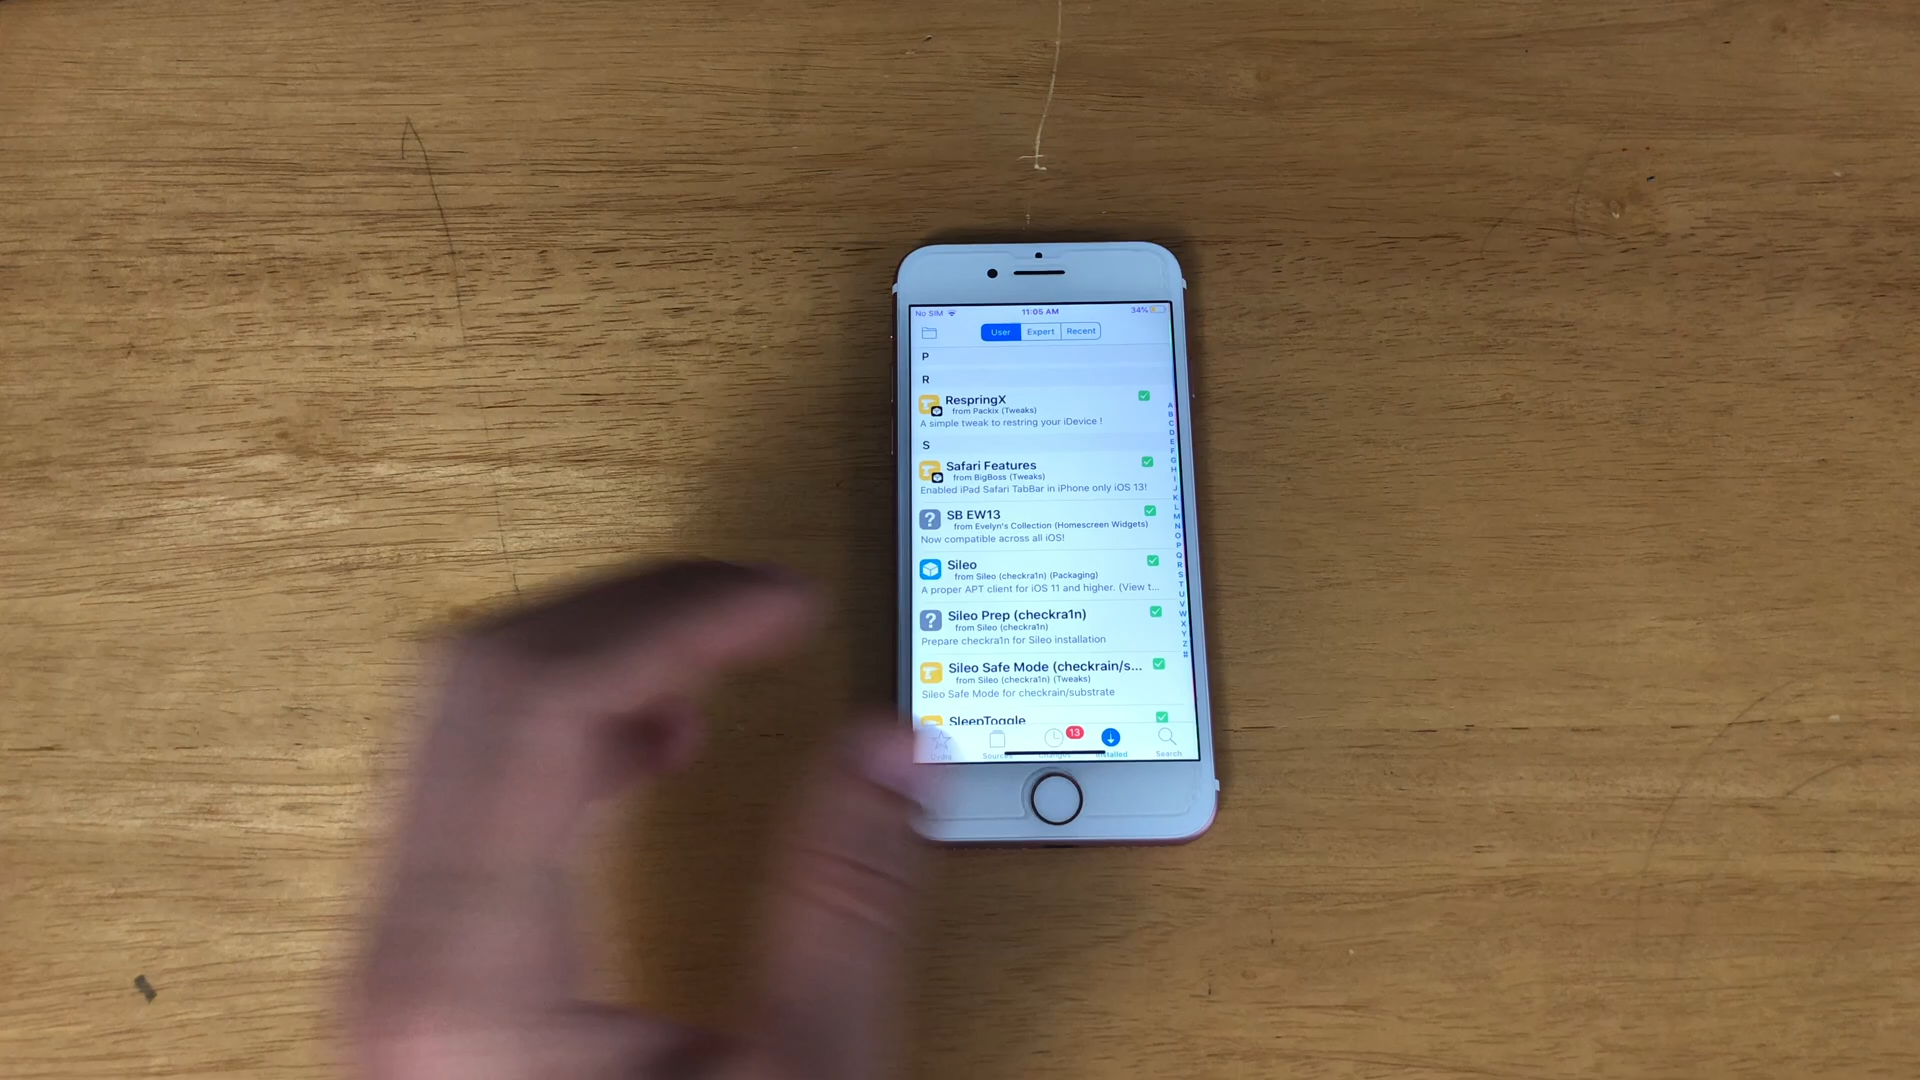 No SIM 11:05 AM 34%
User Expert Recent
P
R
RespringX
from Packix (Tweaks)
A simple tweak to restring your iDevice !
S
Safari Features
from BigBoss (Tweaks)
Enabled iPad Safari TabBar in iPhone only iOS 13!
SB EW13
from Evelyn's Collection (Homescreen Widgets)
Now compatible across all iOS!
Sileo
from Sileo (checkra1n) (Packaging)
A proper APT client for iOS 11 and higher. (View t...
Sileo Prep (checkra1n)
from Sileo (checkra1n)
Prepare checkra1n for Sileo installation
Sileo Safe Mode (checkrain/s...
from Sileo (checkra1n) (Tweaks)
Sileo Safe Mode for checkrain/substrate
SleepToggle
A
B
C
D
E
F
G
H
I
J
K
L
M
N
O
P
Q
R
S
T
U
V
W
X
Y
Z
#
13
Cydia Sources Changes Installed Search